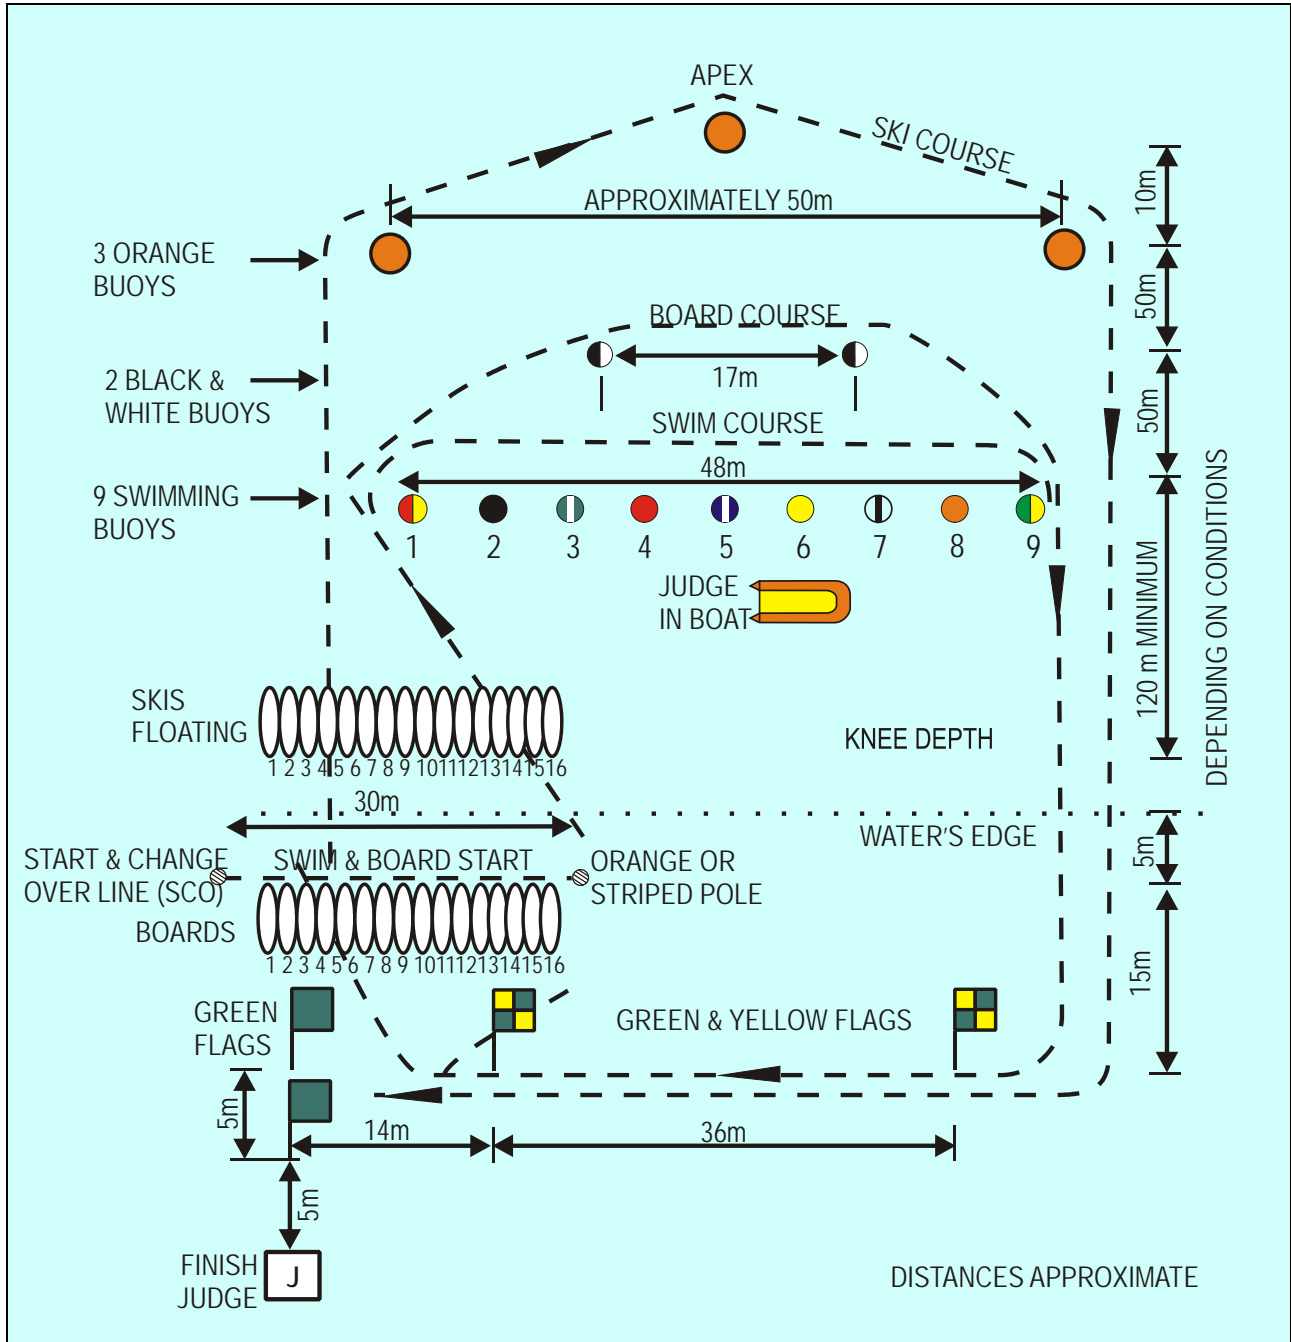 APEX
SKI COURSE
10m
APPROXIMATELY 50m
3 ORANGE
BUOYS
50m
BOARD COURSE
2 BLACK &
WHITE BUOYS
17m
50m
SWIM COURSE
9 SWIMMING
BUOYS
48m
1 2 3 4 5 6 7 8 9
JUDGE
IN BOAT
120 m MINIMUM
DEPENDING ON CONDITIONS
SKIS
FLOATING
KNEE DEPTH
1 2 3 4 5 6 7 8 9 10 11 12 13 14 15 16
30m
WATER'S EDGE
5m
START & CHANGE
OVER LINE (SCO)
SWIM & BOARD START
ORANGE OR
STRIPED POLE
BOARDS
1 2 3 4 5 6 7 8 9 10 11 12 13 14 15 16
15m
GREEN
FLAGS
GREEN & YELLOW FLAGS
5m
14m
36m
5m
FINISH
JUDGE
J
DISTANCES APPROXIMATE